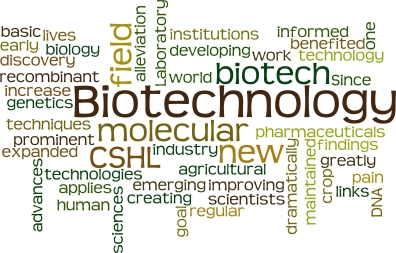 basic
lives
early
biology
discovery
recombinant
increase
genetics
field
alleviation
Laboratory
institutions
developing
world
informed
benefited
one
work
technology
biotech
Since
Biotechnology
techniques
prominent
expanded
molecular
pharmaceuticals
CSHL
industry
new
findings
dramatically
maintained
crop
greatly
pain
links
DNA
advances
technologies
applies
human
sciences
agricultural
emerging
improving
creating
scientists
goal
regular